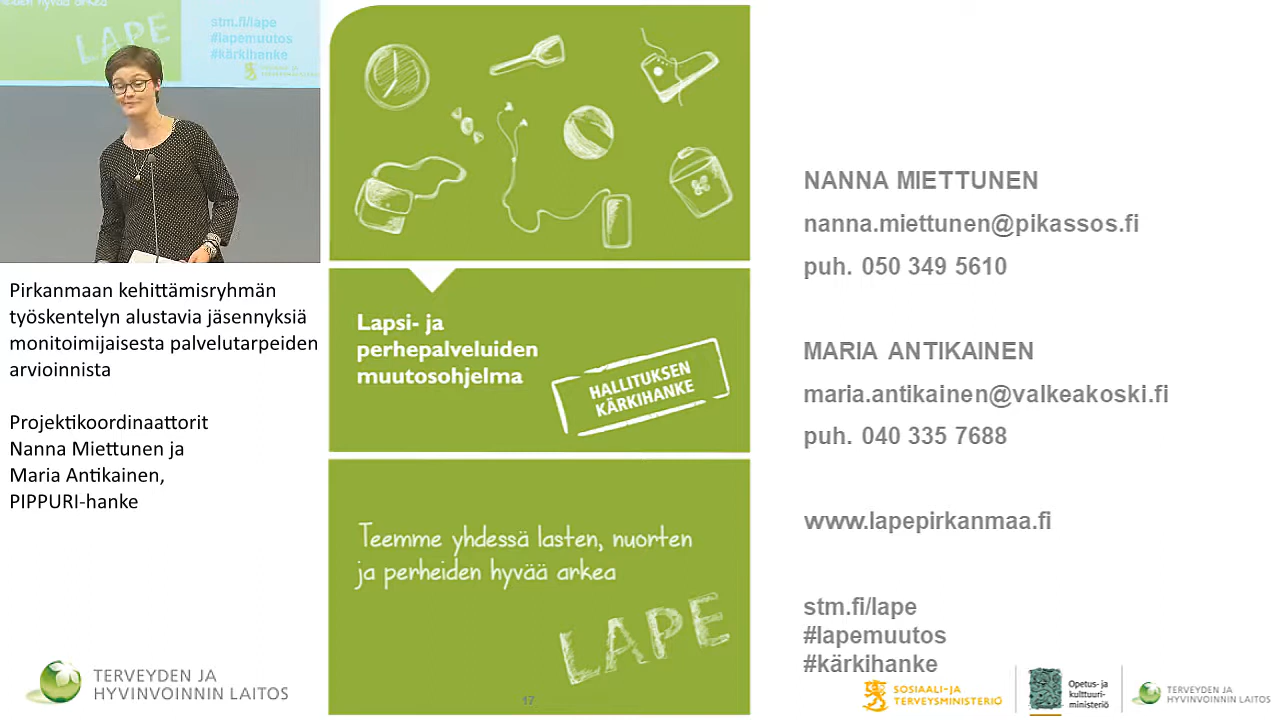 heiden hyvää arkea
LAPE
stm.fi/lape
#lapemuutos
#kärkihanke
Pirkanmaan kehittämisryhmän
työskentelyn alustavia jäsennyksiä
monitoimijaisesta palvelutarpeiden
arvioinnista
Projektikoordinaattorit
Nanna Miettunen ja
Maria Antikainen,
PIPPURI-hanke
TERVEYDEN JA
HYVINVOINNIN LAITOS
Lapsi- ja
perhepalveluiden
muutosohjelma
HALLITUKSEN
KÄRKIHANKE
Teemme yhdessä lasten, nuorten
ja perheiden hyvää arkea
LAPE
17
NANNA MIETTUNEN
nanna.miettunen@pikassos.fi
puh. 050 349 5610
MARIA ANTIKAINEN
maria.antikainen@valkeakoski.fi
puh. 040 335 7688
www.lapepirkanmaa.fi
stm.fi/lape
#lapemuutos
#kärkihanke
SOSIAALI- JA
TERVEYSMINISTERIÖ
Opetus- ja
kulttuuri-
ministeriö
TERVEYDEN JA
HYVINVOINNIN LAITOS